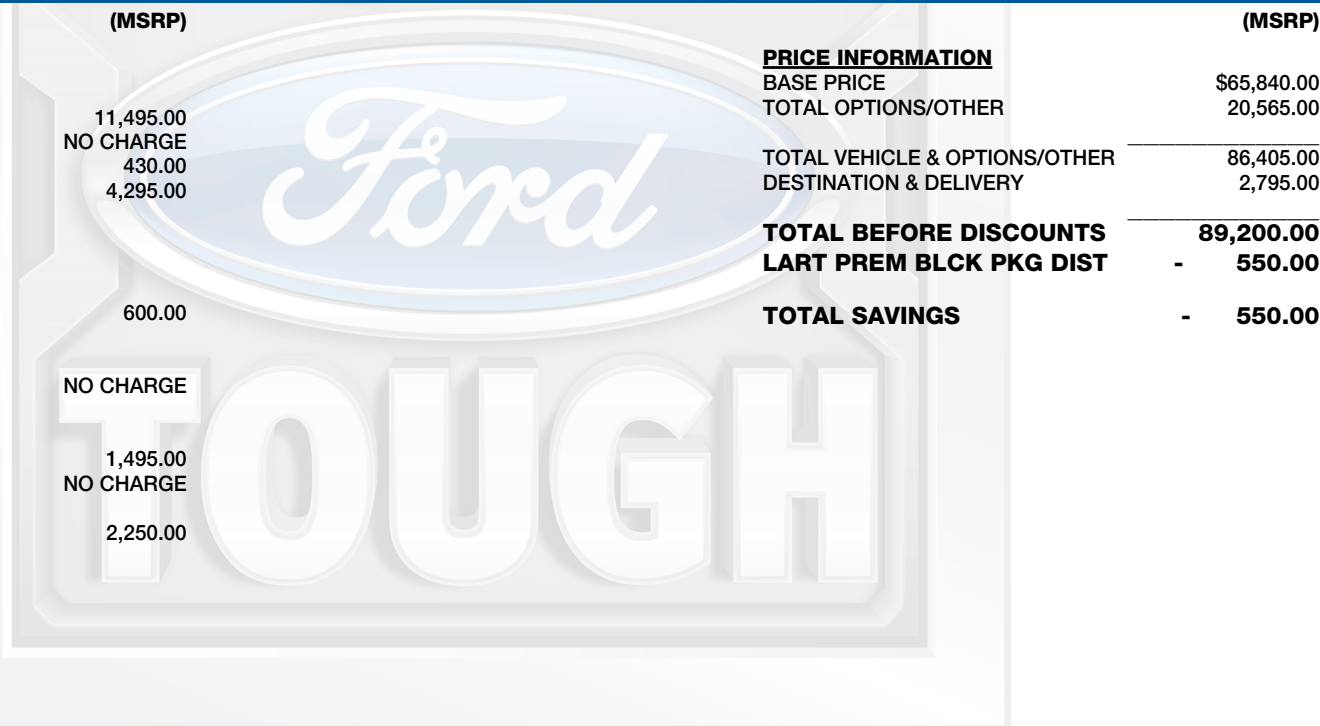 (MSRP)
11,495.00
NO CHARGE
430.00
4,295.00
600.00
NO CHARGE
1,495.00
NO CHARGE
2,250.00
Ford
TOUGH
(MSRP)
PRICE INFORMATION
BASE PRICE $65,840.00
TOTAL OPTIONS/OTHER 20,565.00
TOTAL VEHICLE & OPTIONS/OTHER 86,405.00
DESTINATION & DELIVERY 2,795.00
TOTAL BEFORE DISCOUNTS 89,200.00
LART PREM BLCK PKG DIST - 550.00
TOTAL SAVINGS - 550.00